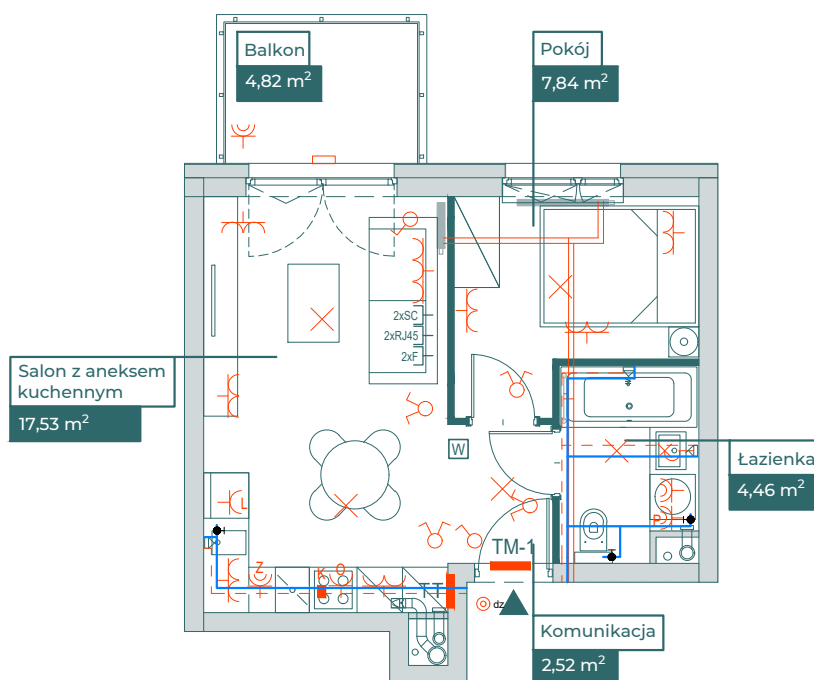 Balkon
4,82 m²
Pokój
7,84 m²
2xSC
2xRJ45
2xF
Salon z aneksem
kuchennym
17,53 m²
W
Łazienka
4,46 m²
L
P
TM-1
Z
K
O
TT
dz
Komunikacja
2,52 m²